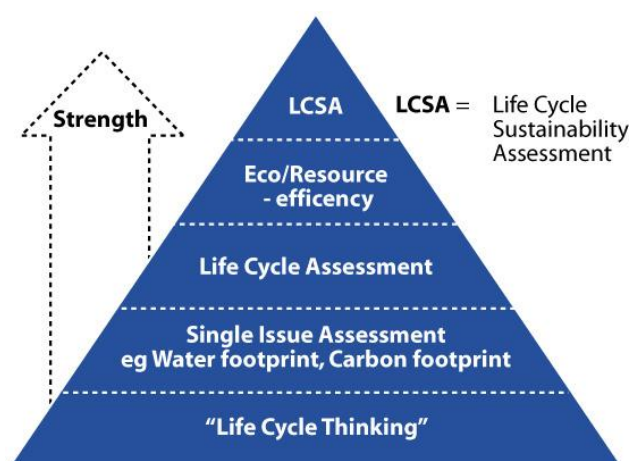 Strength
LCSA
LCSA = Life Cycle
Sustainability
Assessment
Eco/Resource
- efficency
Life Cycle Assessment
Single Issue Assessment
eg Water footprint, Carbon footprint
“Life Cycle Thinking”